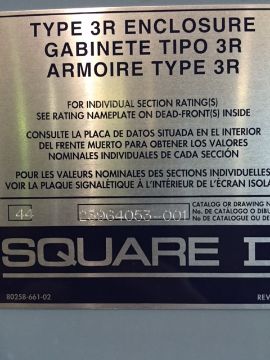 TYPE 3R ENCLOSURE
GABINETE TIPO 3R
ARMOIRE TYPE 3R
FOR INDIVIDUAL SECTION RATING(S)
SEE RATING NAMEPLATE ON DEAD-FRONT(S) INSIDE
CONSULTE LA PLACA DE DATOS SITUADA EN EL INTERIOR
DEL FRENTE MUERTO PARA OBTENER LOS VALORES
NOMINALES INDIVIDUALES DE CADA SECCIÓN
POUR LES VALEURS NOMINALES DES SECTIONS INDIVIDUELLES
VOIR LA PLAQUE SIGNALÉTIQUE À L'INTÉRIEUR DE L'ÉCRAN ISOLA
44 23964053-001 CATALOG OR DRAWING N
No. DE CATÁLOGO O DIBU
No DE CATALOGUE OU DE
SQUARE D
80258-661-02 REV